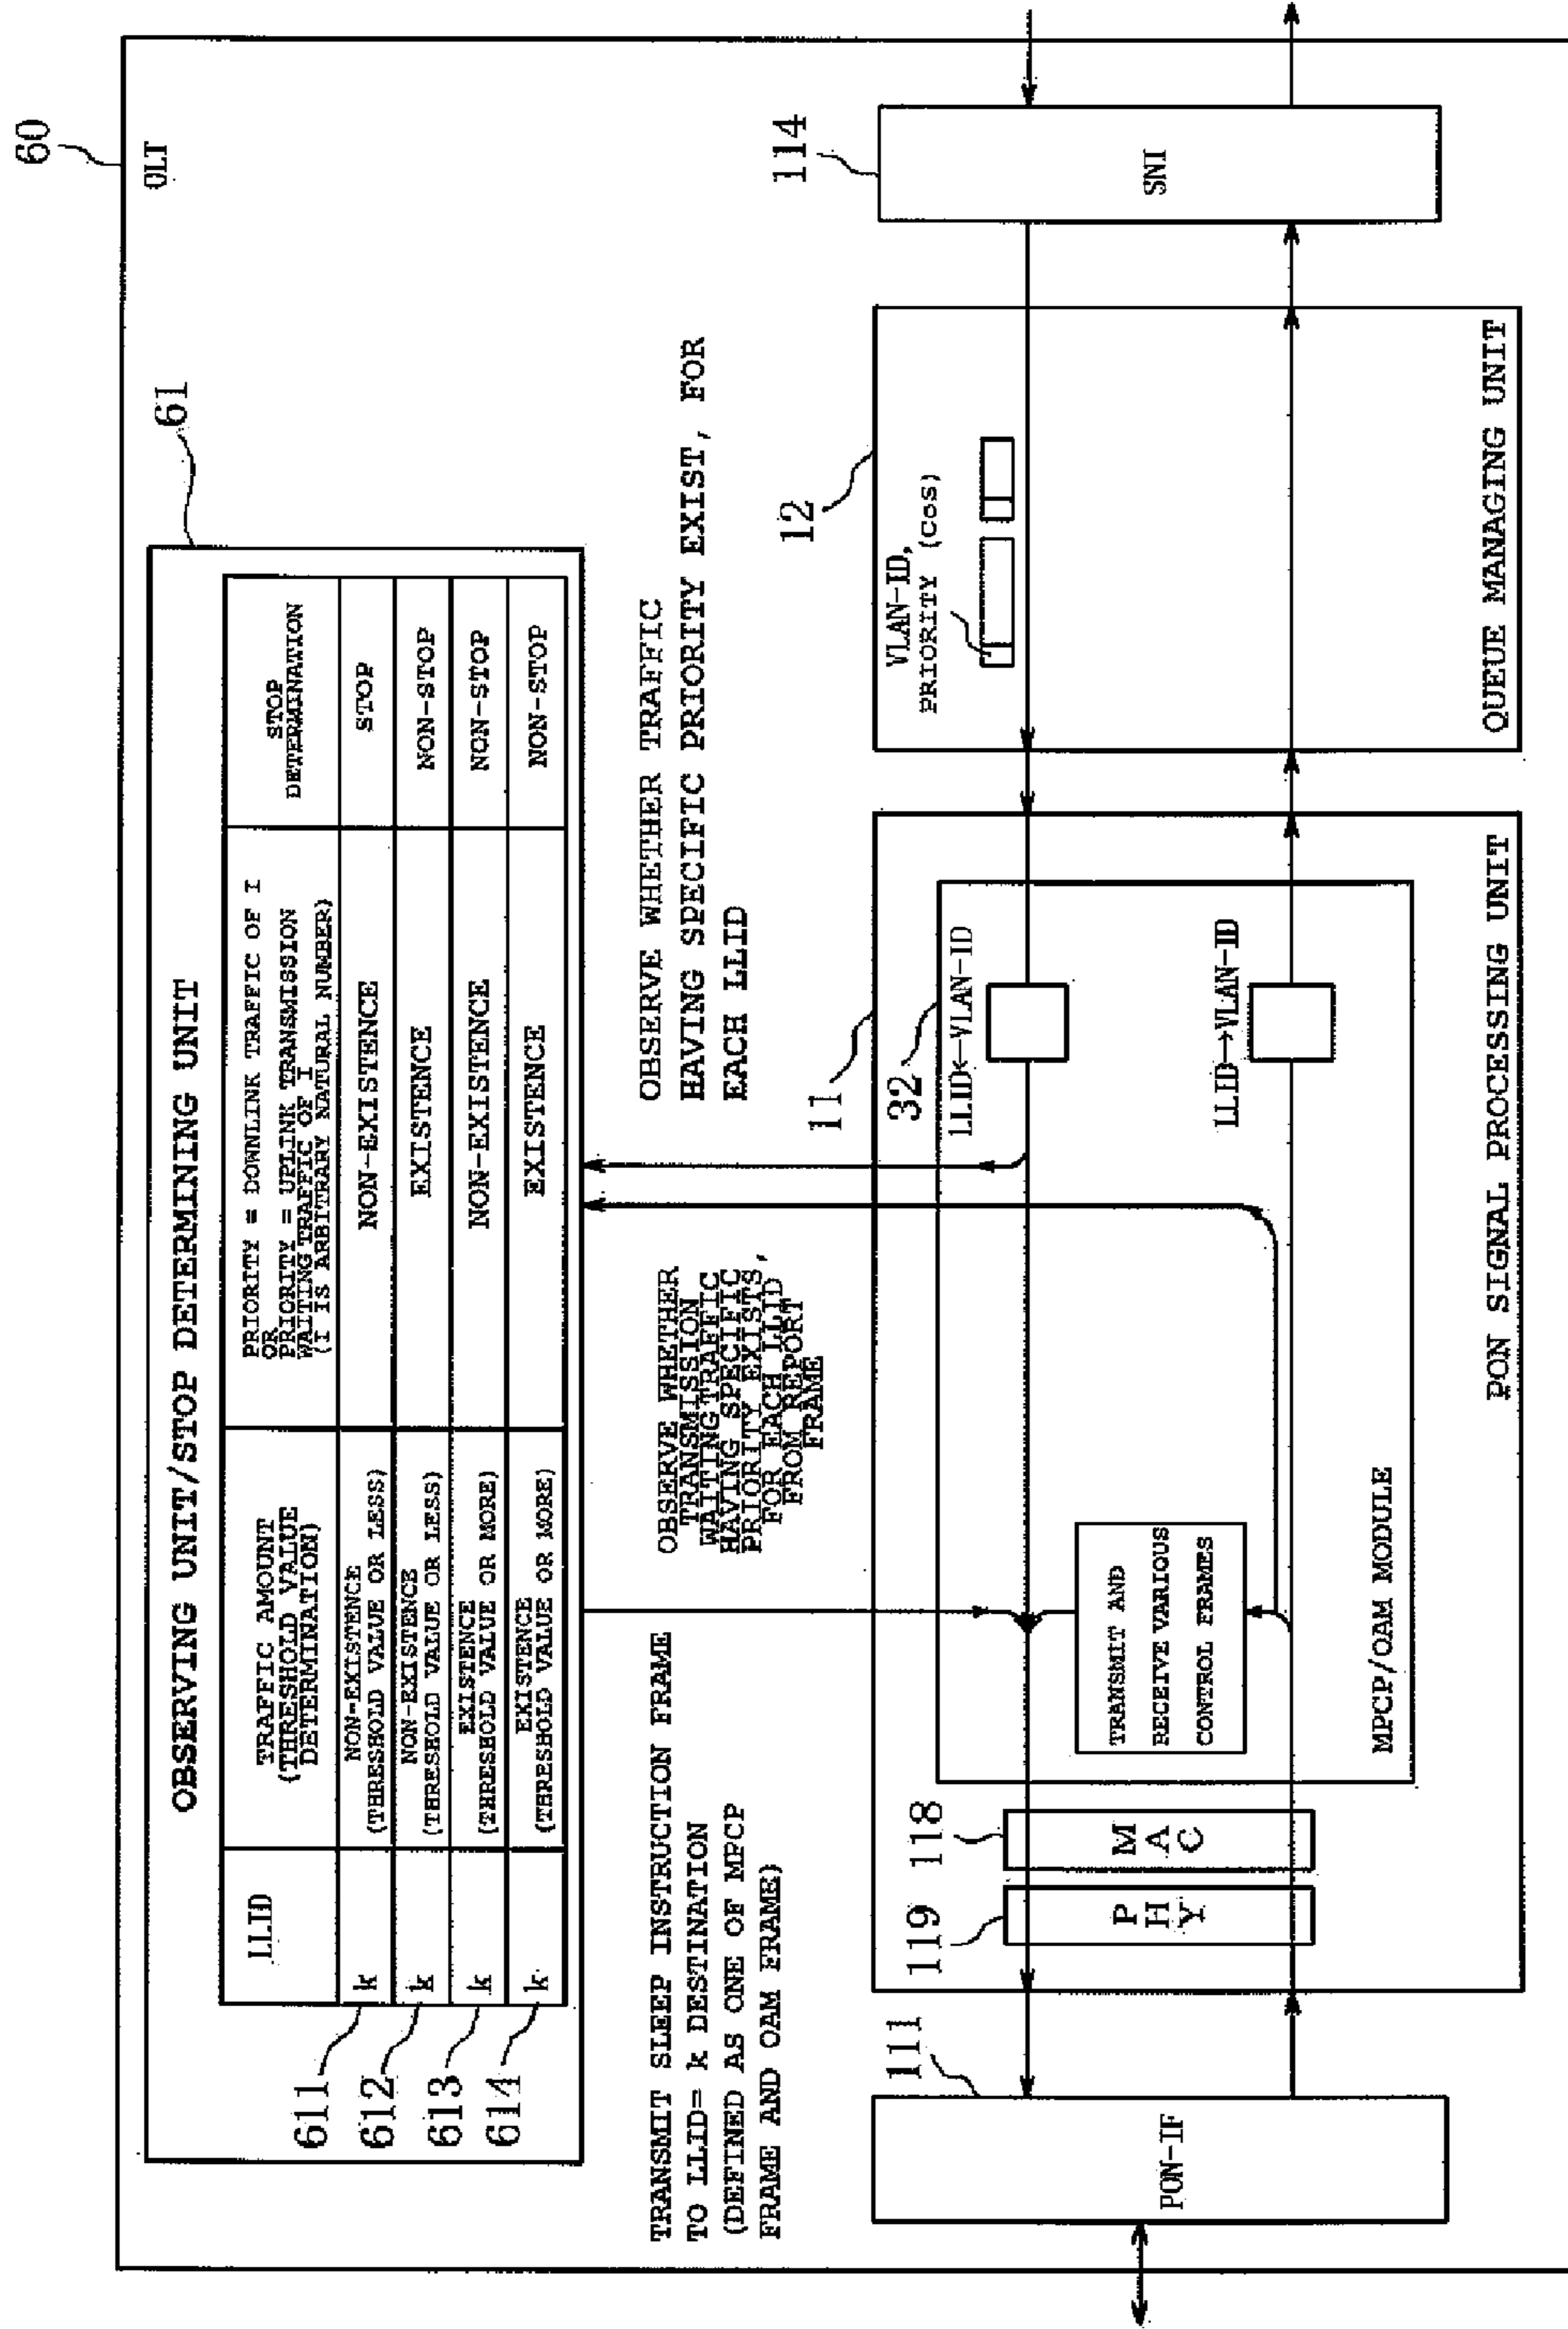 60
OLT
61
OBSERVING UNIT/STOP DETERMINING UNIT
LLID
TRAFFIC AMOUNT
(THRESHOLD VALUE
DETERMINATION)
PRIORITY = DOWNLINK TRAFFIC OF I
OR
PRIORITY = UPLINK TRANSMISSION
WAITING TRAFFIC OF I
(I IS ARBITRARY NATURAL NUMBER)
STOP
DETERMINATION
611
k
NON-EXISTENCE
(THRESHOLD VALUE OR LESS)
NON-EXISTENCE
STOP
612
k
NON-EXISTENCE
(THRESHOLD VALUE OR LESS)
EXISTENCE
NON-STOP
613
k
EXISTENCE
(THRESHOLD VALUE OR MORE)
NON-EXISTENCE
NON-STOP
614
k
EXISTENCE
(THRESHOLD VALUE OR MORE)
EXISTENCE
NON-STOP
TRANSMIT SLEEP INSTRUCTION FRAME
TO LLID= k DESTINATION
(DEFINED AS ONE OF MPCP
FRAME AND OAM FRAME)
OBSERVE WHETHER
TRANSMISSION
WAITING TRAFFIC
HAVING SPECIFIC
PRIORITY EXISTS,
FOR EACH LLID
FROM REPORT
FRAME
OBSERVE WHETHER TRAFFIC
HAVING SPECIFIC PRIORITY EXIST, FOR
EACH LLID
111
PON-IF
119
PHY
118
MAC
11
32
LLID←VLAN-ID
TRANSMIT AND
RECEIVE VARIOUS
CONTROL FRAMES
LLID→VLAN-ID
MPCP/OAM MODULE
PON SIGNAL PROCESSING UNIT
12
VLAN-ID,
PRIORITY (CoS)
QUEUE MANAGING UNIT
114
SNI